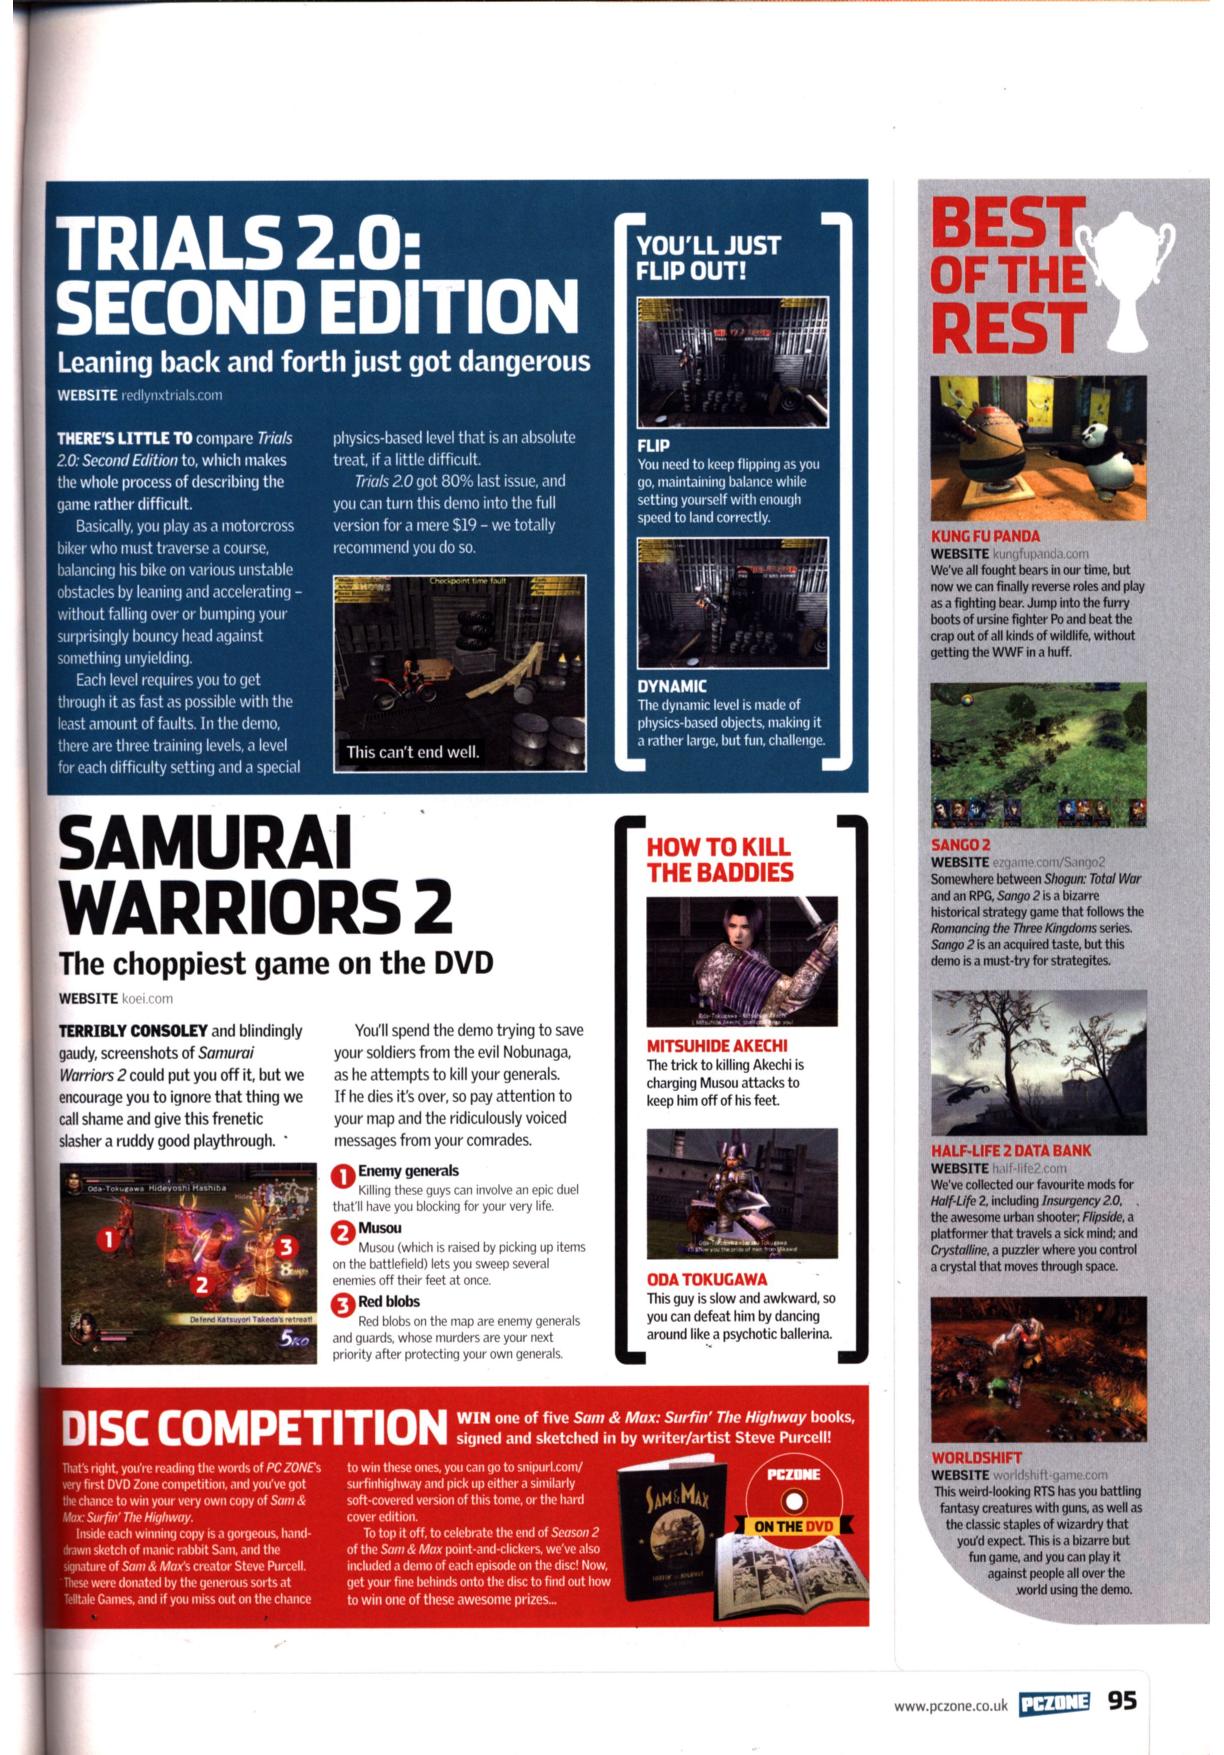 TRIALS 2.0:
SECOND EDITION
Leaning back and forth just got dangerous
WEBSITE redlynxtrials.com
THERE'S LITTLE TO compare Trials
2.0: Second Edition to, which makes
the whole process of describing the
game rather difficult.
Basically, you play as a motorcross
biker who must traverse a course,
balancing his bike on various unstable
obstacles by leaning and accelerating –
without falling over or bumping your
surprisingly bouncy head against
something unyielding.
Each level requires you to get
through it as fast as possible with the
least amount of faults. In the demo,
there are three training levels, a level
for each difficulty setting and a special
physics-based level that is an absolute
treat, if a little difficult.
Trials 2.0 got 80% last issue, and
you can turn this demo into the full
version for a mere $19 – we totally
recommend you do so.
Checkpoint time fault
This can't end well.
YOU'LL JUST
FLIP OUT!
FLIP
You need to keep flipping as you
go, maintaining balance while
setting yourself with enough
speed to land correctly.
DYNAMIC
The dynamic level is made of
physics-based objects, making it
a rather large, but fun, challenge.
SAMURAI
WARRIORS 2
The choppiest game on the DVD
WEBSITE koei.com
TERRIBLY CONSOLEY and blindingly
gaudy, screenshots of Samurai
Warriors 2 could put you off it, but we
encourage you to ignore that thing we
call shame and give this frenetic
slasher a ruddy good playthrough.
You'll spend the demo trying to save
your soldiers from the evil Nobunaga,
as he attempts to kill your generals.
If he dies it's over, so pay attention to
your map and the ridiculously voiced
messages from your comrades.
Oda-Tokugawa Hideyoshi Hashiba
1
2
3
Defend Katsuyori Takeda's retreat!
5KO
1 Enemy generals
Killing these guys can involve an epic duel
that'll have you blocking for your very life.
2 Musou
Musou (which is raised by picking up items
on the battlefield) lets you sweep several
enemies off their feet at once.
3 Red blobs
Red blobs on the map are enemy generals
and guards, whose murders are your next
priority after protecting your own generals.
HOW TO KILL
THE BADDIES
MITSUHIDE AKECHI
The trick to killing Akechi is
charging Musou attacks to
keep him off of his feet.
ODA TOKUGAWA
This guy is slow and awkward, so
you can defeat him by dancing
around like a psychotic ballerina.
DISC COMPETITION
WIN one of five Sam & Max: Surfin' The Highway books,
signed and sketched in by writer/artist Steve Purcell!
That's right, you're reading the words of PC ZONE's
very first DVD Zone competition, and you've got
the chance to win your very own copy of Sam &
Max: Surfin' The Highway.
Inside each winning copy is a gorgeous, hand-
drawn sketch of manic rabbit Sam, and the
signature of Sam & Max's creator Steve Purcell.
These were donated by the generous sorts at
Telltale Games, and if you miss out on the chance
to win these ones, you can go to snipurl.com/
surfinhighway and pick up either a similarly
soft-covered version of this tome, or the hard
cover edition.
To top it off, to celebrate the end of Season 2
of the Sam & Max point-and-clickers, we've also
included a demo of each episode on the disc! Now,
get your fine behinds onto the disc to find out how
to win one of these awesome prizes...
SAM & MAX
PCZONE
ON THE DVD
BEST
OF THE
REST
KUNG FU PANDA
WEBSITE kungfupanda.com
We've all fought bears in our time, but
now we can finally reverse roles and play
as a fighting bear. Jump into the furry
boots of ursine fighter Po and beat the
crap out of all kinds of wildlife, without
getting the WWF in a huff.
SANGO 2
WEBSITE ezgame.com/Sango2
Somewhere between Shogun: Total War
and an RPG, Sango 2 is a bizarre
historical strategy game that follows the
Romancing the Three Kingdoms series.
Sango 2 is an acquired taste, but this
demo is a must-try for strategites.
HALF-LIFE 2 DATA BANK
WEBSITE half-life2.com
We've collected our favourite mods for
Half-Life 2, including Insurgency 2.0,
the awesome urban shooter; Flipside, a
platformer that travels a sick mind; and
Crystalline, a puzzler where you control
a crystal that moves through space.
WORLDSHIFT
WEBSITE worldshift-game.com
This weird-looking RTS has you battling
fantasy creatures with guns, as well as
the classic staples of wizardry that
you'd expect. This is a bizarre but
fun game, and you can play it
against people all over the
world using the demo.
www.pczone.co.uk PCZONE 95